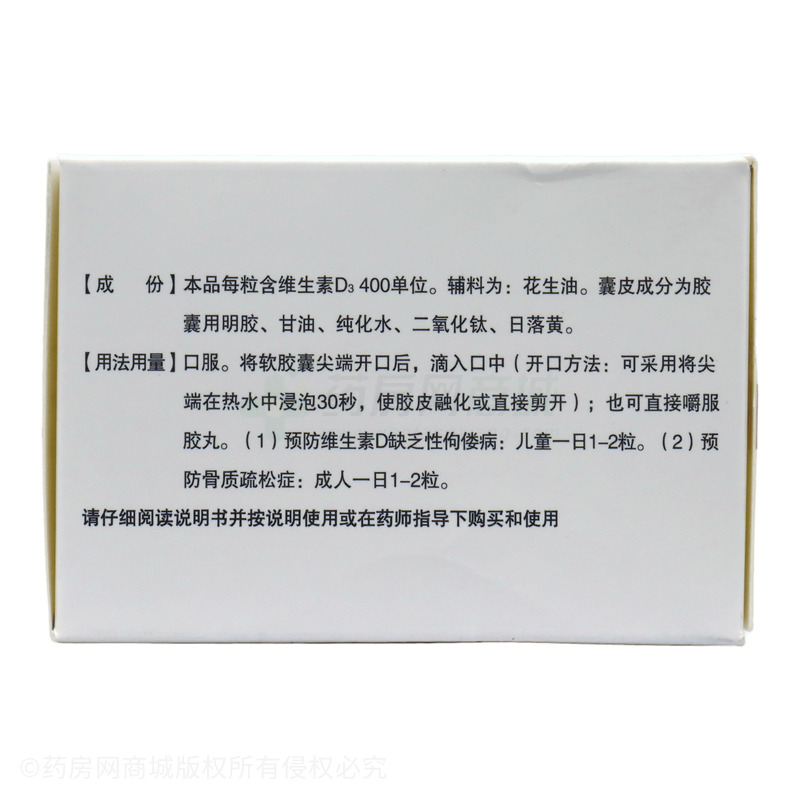 【成　份】本品每粒含维生素D₃ 400单位。辅料为：花生油。囊皮成分为胶
囊用明胶、甘油、纯化水、二氧化钛、日落黄。
【用法用量】口服。将软胶囊尖端开口后，滴入口中（开口方法：可采用将尖
端在热水中浸泡30秒，使胶皮融化或直接剪开）；也可直接嚼服
胶丸。（1）预防维生素D缺乏性佝偻病：儿童一日1-2粒。（2）预
防骨质疏松症：成人一日1-2粒。
请仔细阅读说明书并按说明使用或在药师指导下购买和使用
药房网商城
©药房网商城版权所有侵权必究